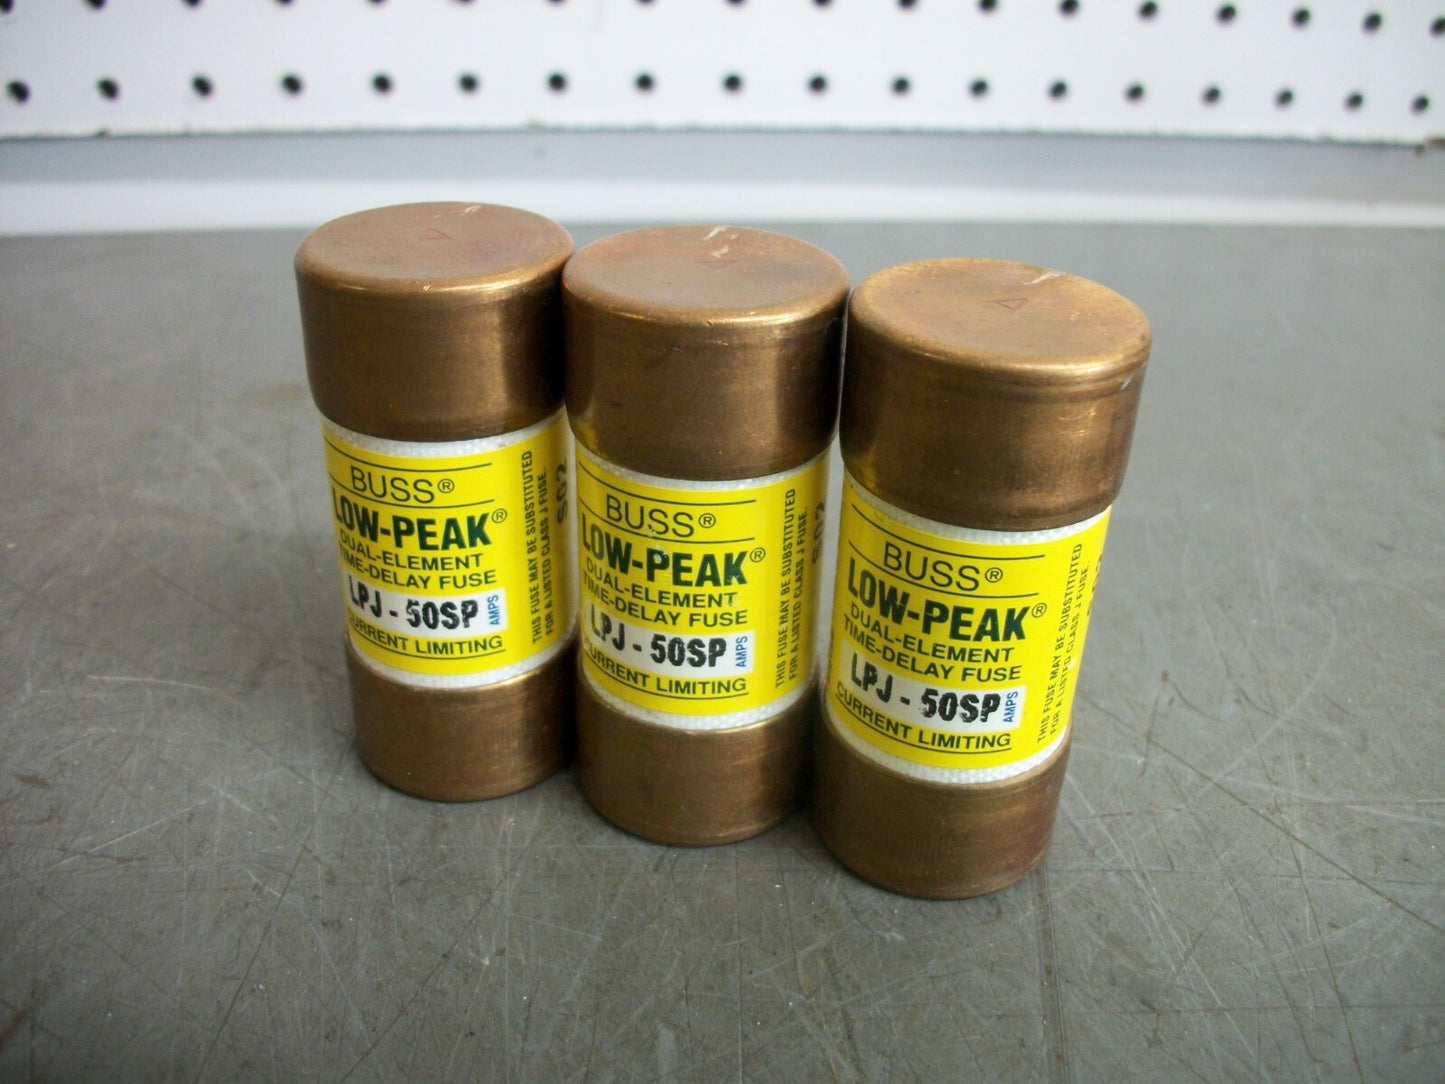 BUSS®
LOW-PEAK®
DUAL-ELEMENT
TIME-DELAY FUSE
LPJ - 50SP AMPS
CURRENT LIMITING
THIS FUSE MAY BE SUBSTITUTED
FOR A LISTED CLASS J FUSE.
BUSS®
LOW-PEAK®
DUAL-ELEMENT
TIME-DELAY FUSE
LPJ - 50SP AMPS
CURRENT LIMITING
THIS FUSE MAY BE SUBSTITUTED
FOR A LISTED CLASS J FUSE.
BUSS®
LOW-PEAK®
DUAL-ELEMENT
TIME-DELAY FUSE
LPJ - 50SP AMPS
CURRENT LIMITING
THIS FUSE MAY BE SUBSTITUTED
FOR A LISTED CLASS J FUSE.